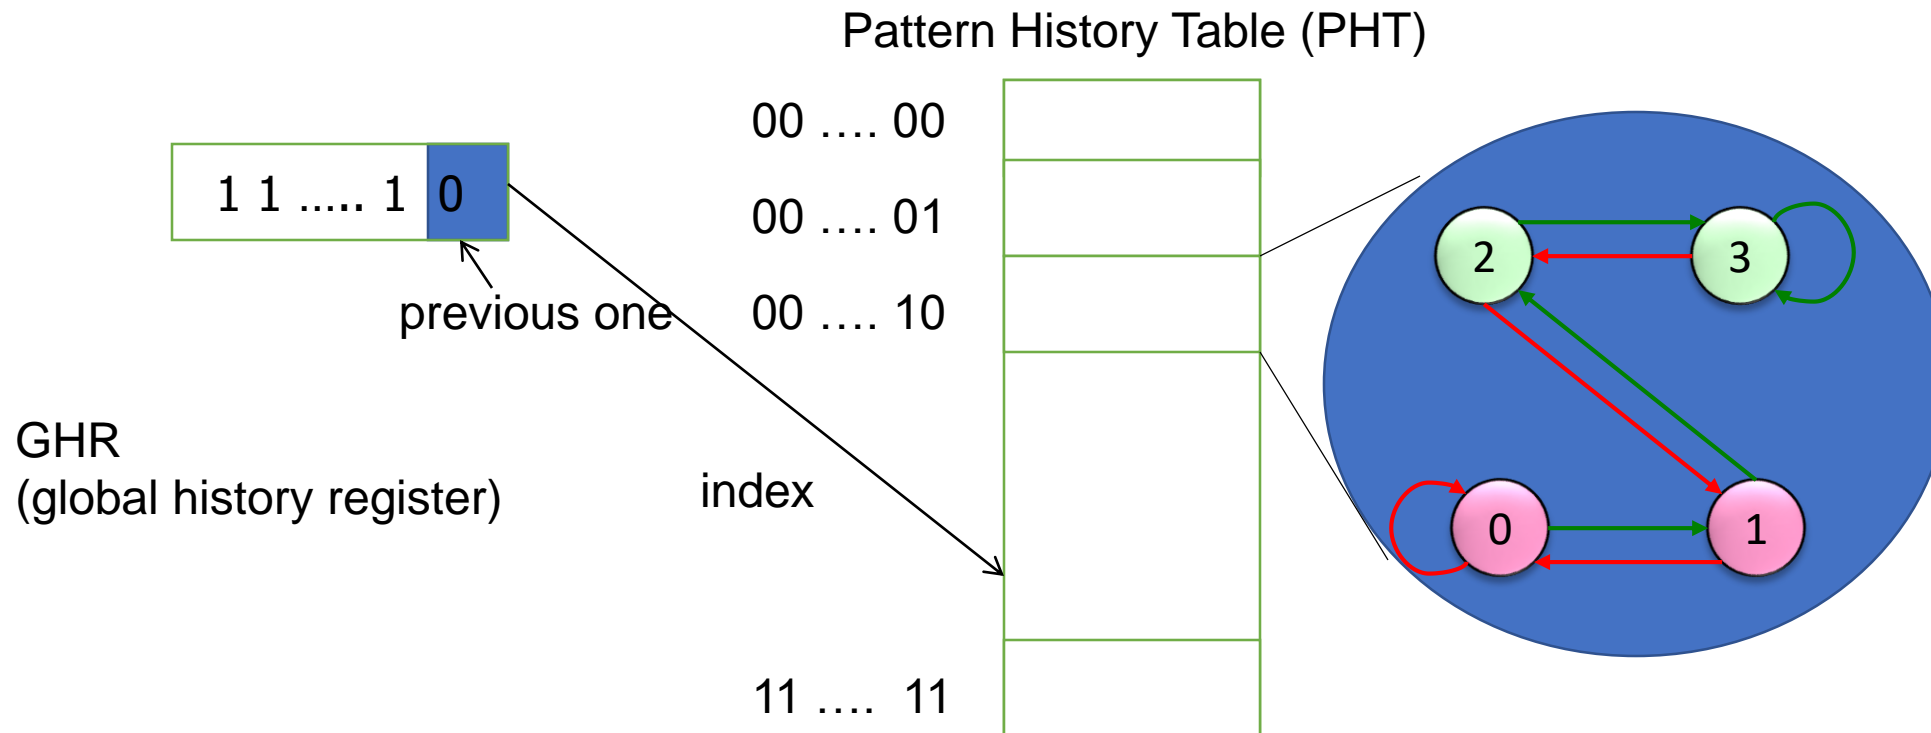 Pattern History Table (PHT)
00 .... 00
1 1 ..... 1 0
00 .... 01
previous one
00 .... 10
2
3
GHR
(global history register)
index
0
1
11 .... 11